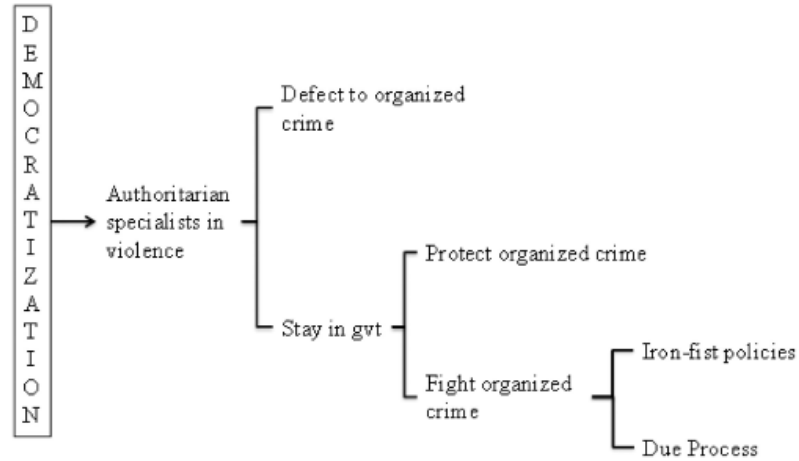 DEMOCRATIZATION
Authoritarian
specialists in
violence
Defect to organized
crime
Stay in gvt
Protect organized crime
Fight organized
crime
Iron-fist policies
Due Process